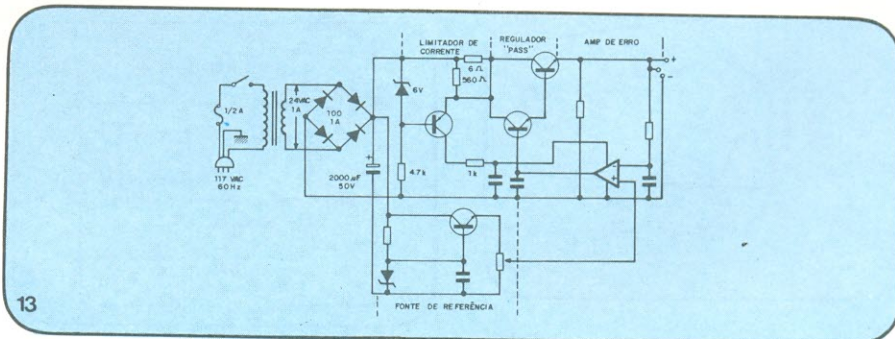 LIMITADOR DE
CORRENTE
REGULADOR
"PASS"
AMP DE ERRO
6 Ω
560 Ω
+
-
1/2 A
24VAC
1A
100
1A
6V
117 VAC
60Hz
+
2000 µF
50V
4.7k
1k
-
+
FONTE DE REFERÊNCIA
13